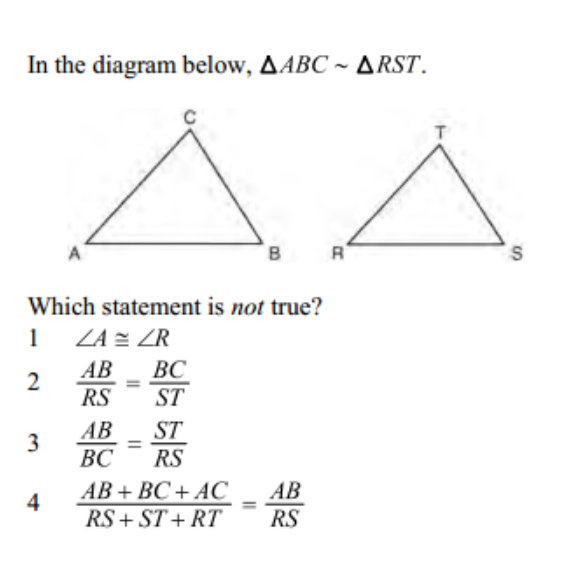 In the diagram below, ΔABC ~ ΔRST.
C
T
A
B
R
S
Which statement is not true?
1 ∠A ≅ ∠R
2 AB/RS = BC/ST
3 AB/BC = ST/RS
4 AB + BC + AC/RS + ST + RT = AB/RS